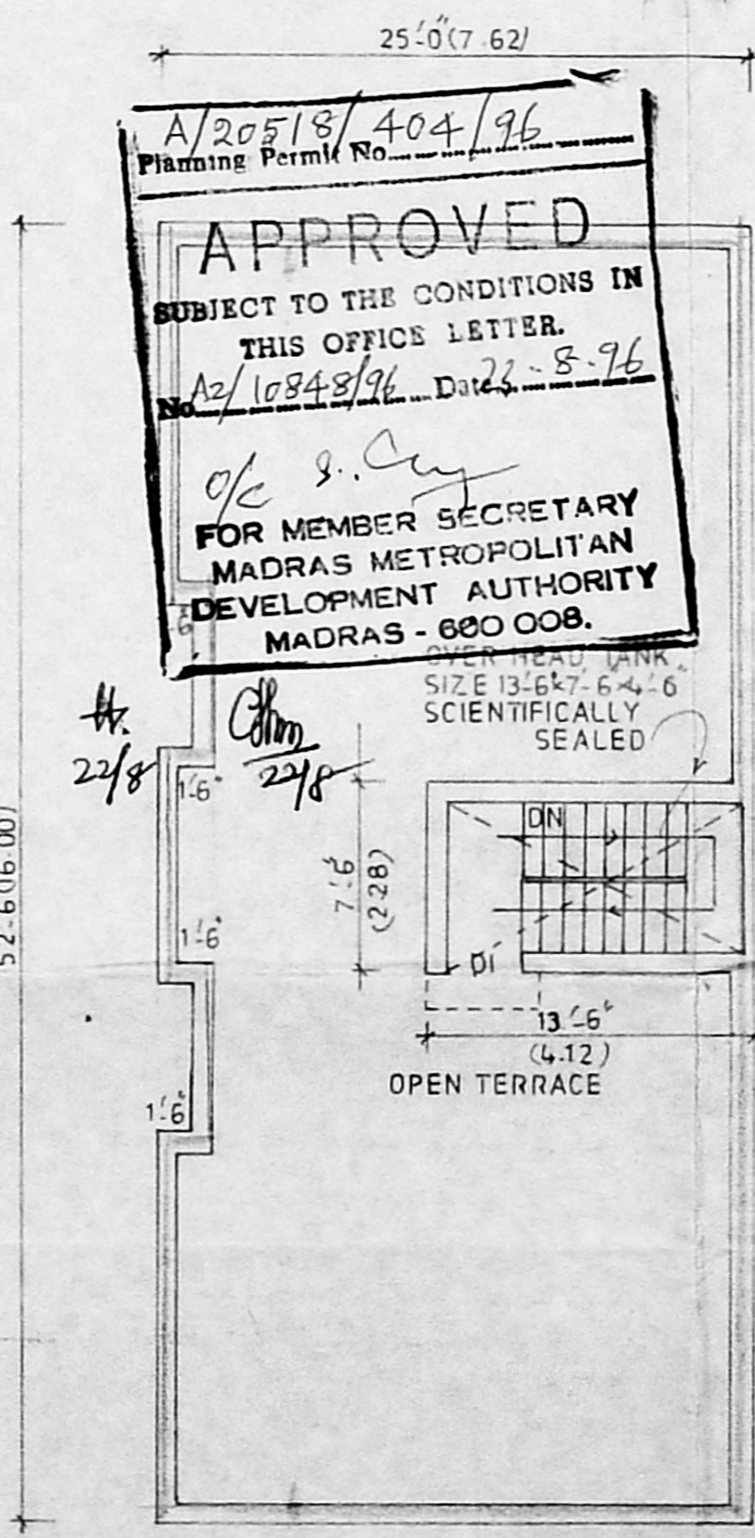 25'-0"(7.62)
A/20518/404/96
Planning Permit No.
APPROVED
SUBJECT TO THE CONDITIONS IN
THIS OFFICE LETTER.
No. A2/10848/96 Dated -8-96
O/C
FOR MEMBER SECRETARY
MADRAS METROPOLITAN
DEVELOPMENT AUTHORITY
MADRAS - 600 008.
OVER HEAD TANK
SIZE 13'-6"x7'-6"x4'-6"
SCIENTIFICALLY
SEALED
22/8
22/8
1'-6"
DN
7'-6"
(2.28)
1'-6"
D1
13'-6"
(4.12)
OPEN TERRACE
1'-6"
52'-6"(16.00)